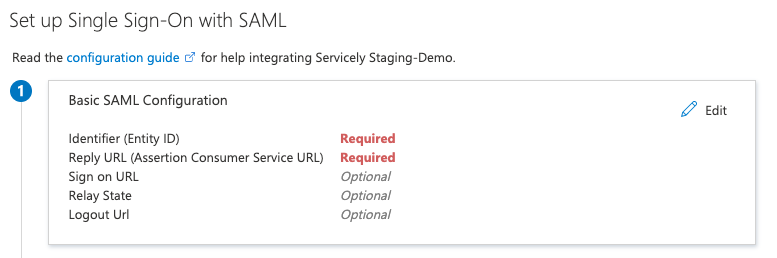 Set up Single Sign-On with SAML
Read the configuration guide for help integrating Servicely Staging-Demo.
1
Basic SAML Configuration
Edit
Identifier (Entity ID) Required
Reply URL (Assertion Consumer Service URL) Required
Sign on URL Optional
Relay State Optional
Logout Url Optional